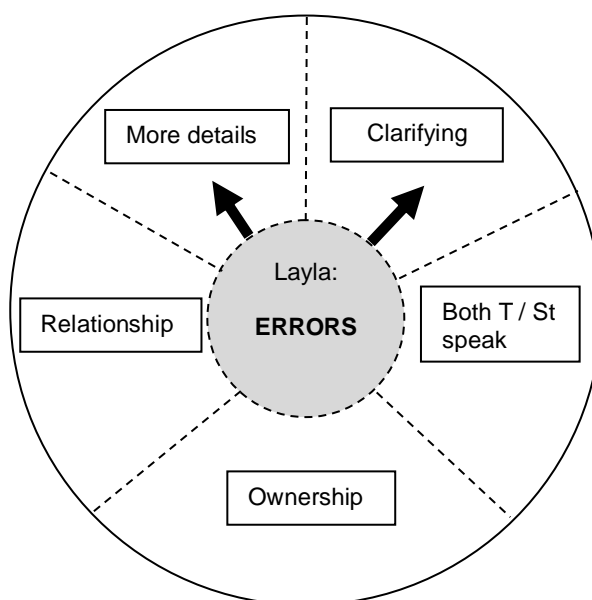 More details
Clarifying
Layla:
ERRORS
Relationship
Both T / St
speak
Ownership